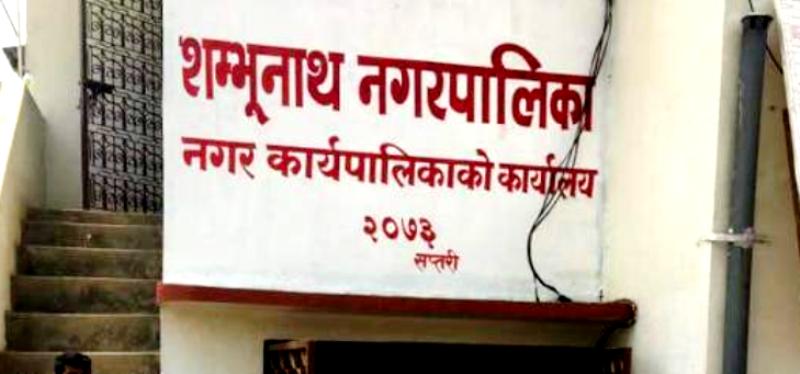 शम्भूनाथ नगरपालिका
नगर कार्यपालिकाको कार्यालय
२०७३
सप्तरी